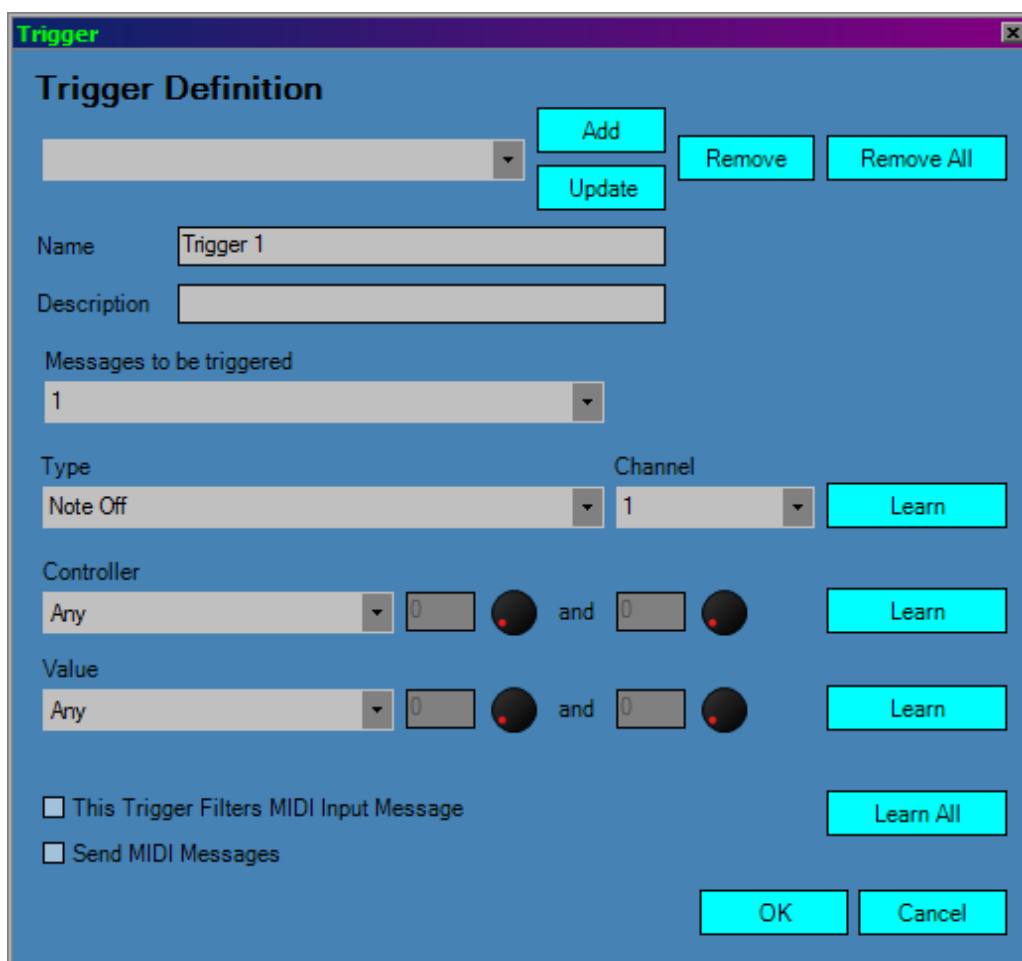 Trigger
Trigger Definition
Add
Remove Remove All
Update
Name Trigger 1
Description
Messages to be triggered
1
Type Channel
Note Off 1 Learn
Controller
Any 0 and 0 Learn
Value
Any 0 and 0 Learn
This Trigger Filters MIDI Input Message Learn All
Send MIDI Messages
OK Cancel